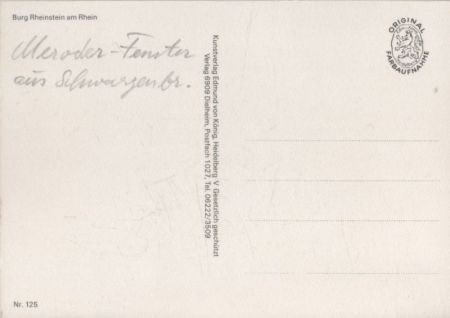 Burg Rheinstein am Rhein
Meroder-Fenster
aus Schwarzenbr.
Kunstverlag Edmund von König, Heidelberg V Gesetzlich geschützt
Verlag 6909 Dielheim, Postfach 1027, Tel. 06222/3509
ORIGINAL
FARBAUFNAHME
Nr. 125